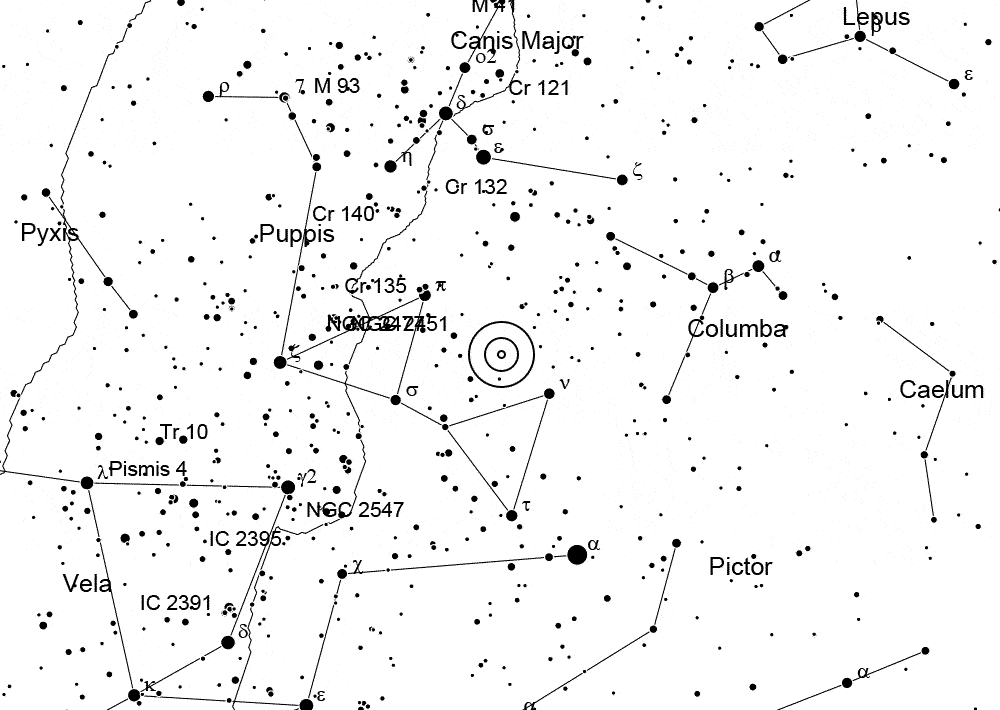 M 41
Lepus
β
Canis Major
ο2
ε
ρ
7
M 93
Cr 121
δ
σ
η
ε
ζ
Cr 132
Cr 140
Pyxis
Puppis
α
β
Cr 135
π
Columba
ζ
ν
σ
Caelum
Tr 10
λ
Pismis 4
γ2
NGC 2547
τ
IC 2395
α
χ
Pictor
Vela
IC 2391
δ
α
κ
ε